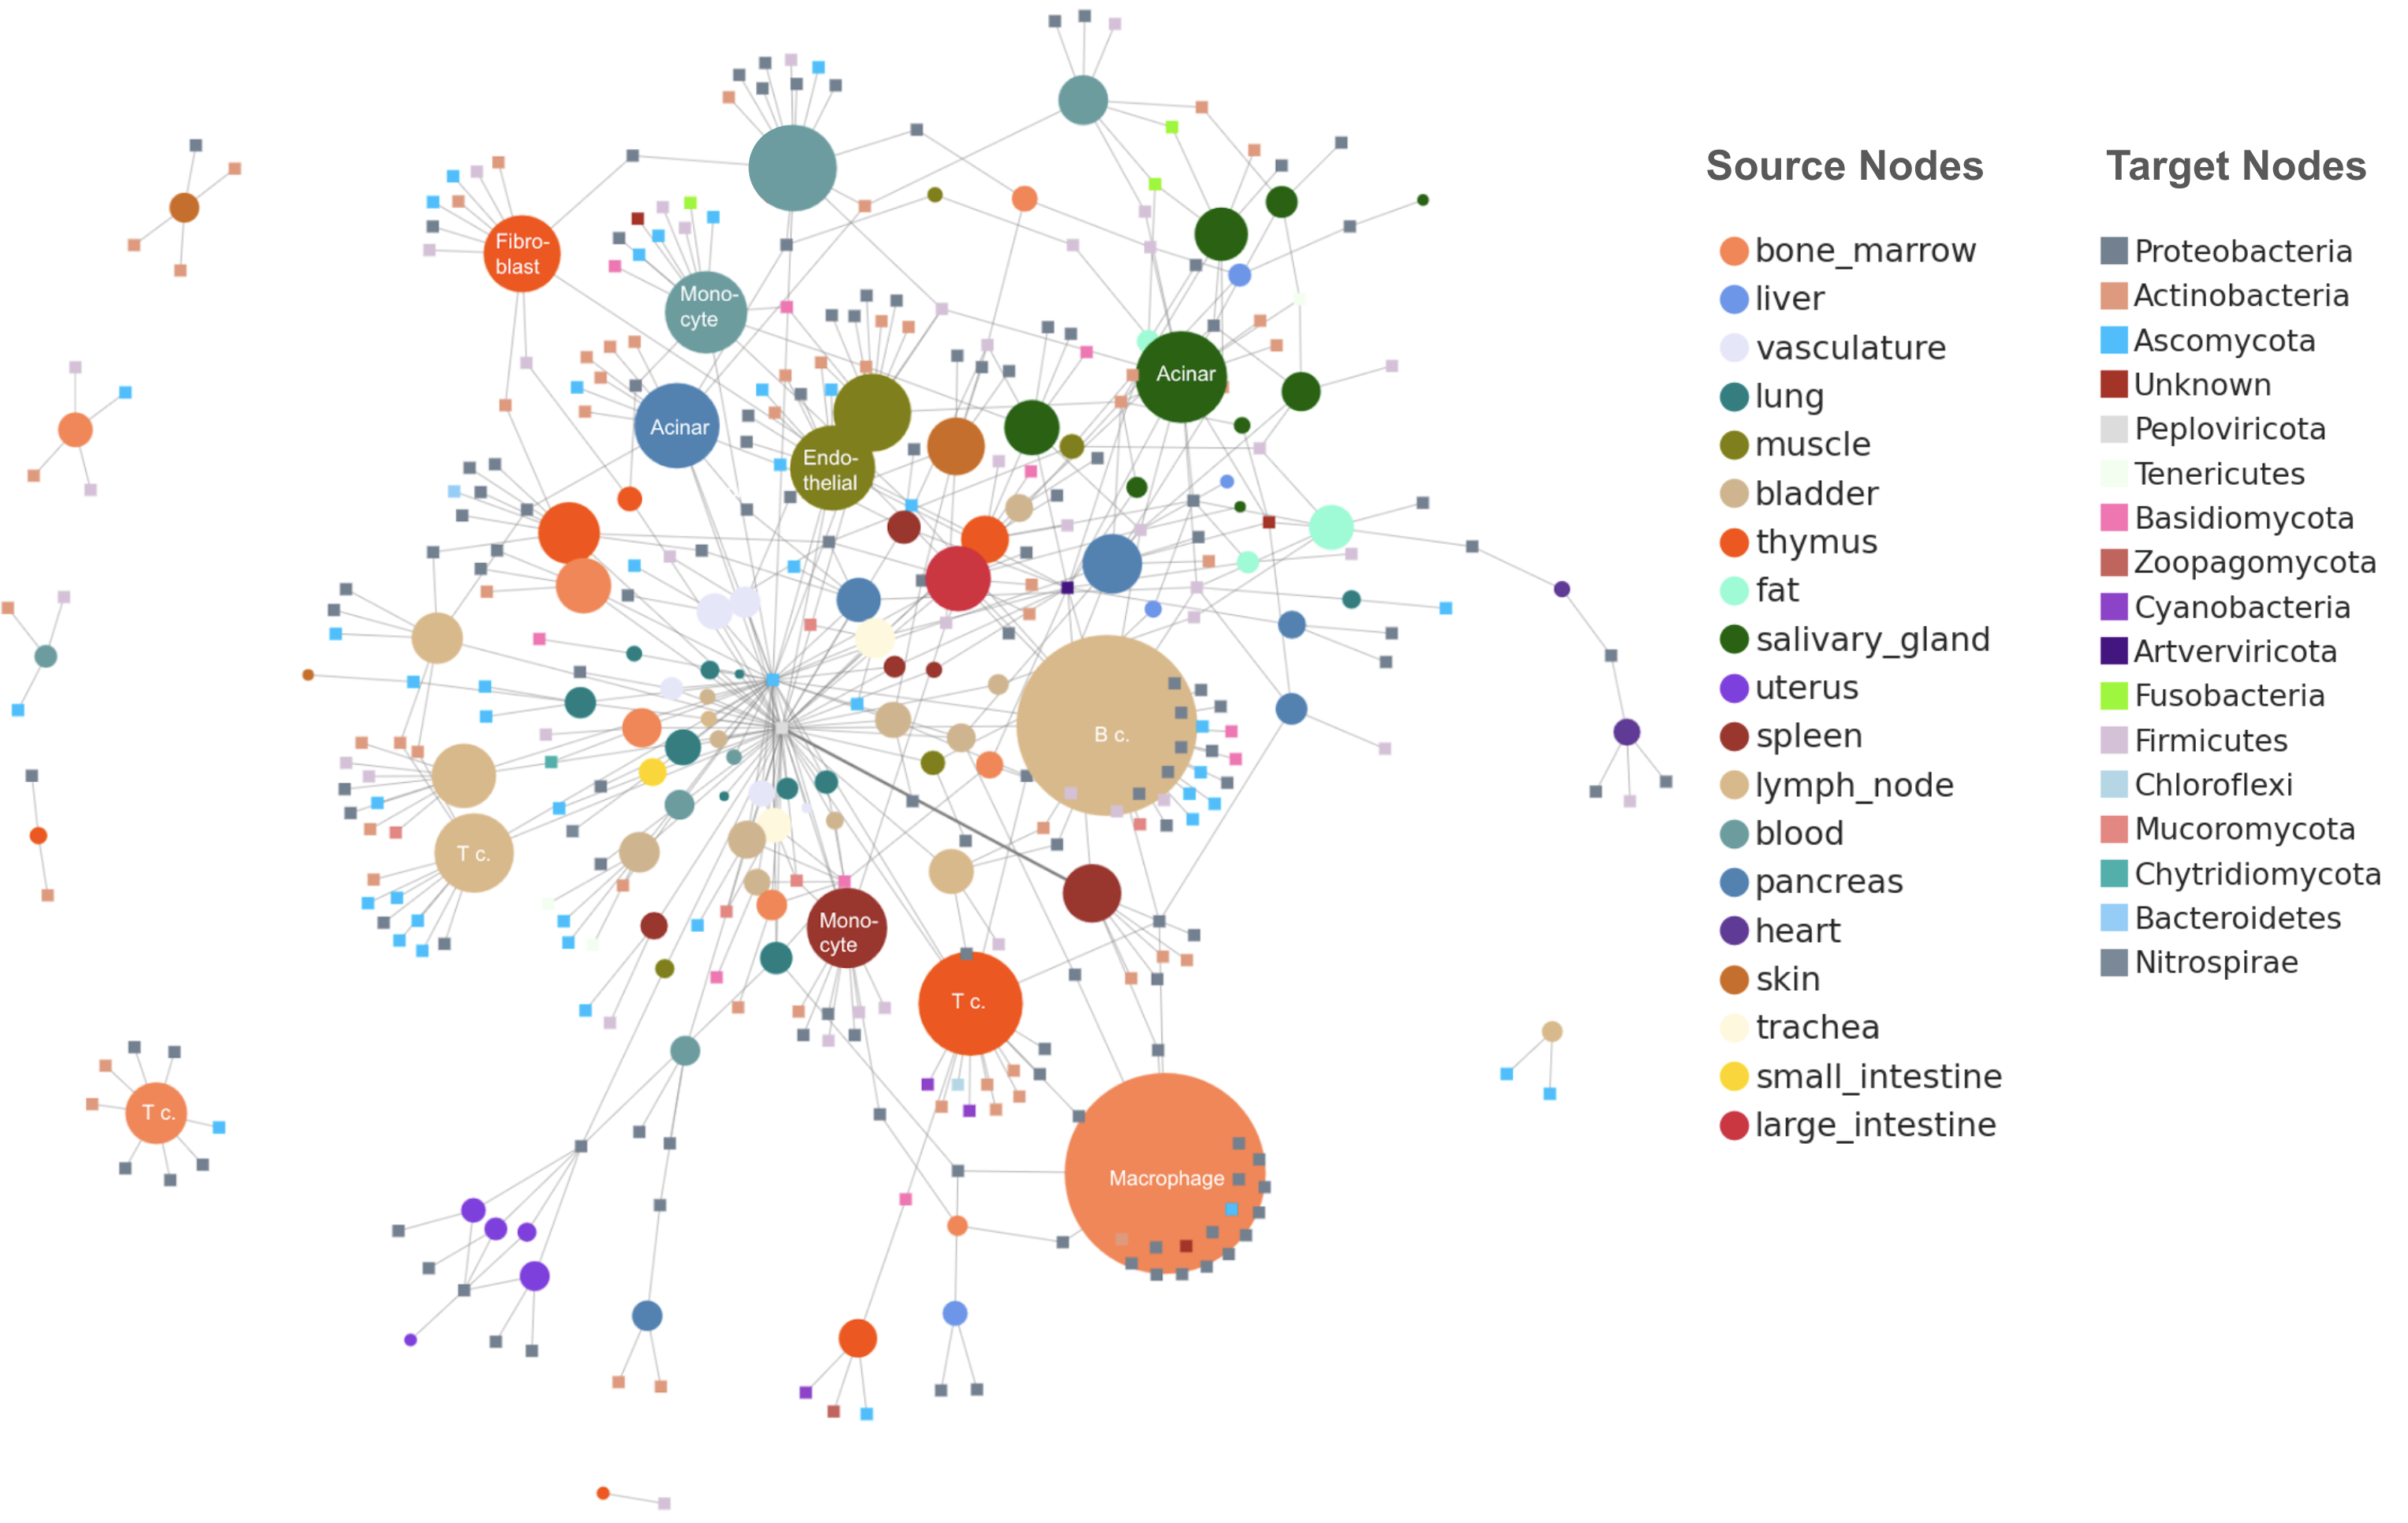 Source Nodes
bone_marrow
liver
vasculature
lung
muscle
bladder
thymus
fat
salivary_gland
uterus
spleen
lymph_node
blood
pancreas
heart
skin
trachea
small_intestine
large_intestine
Target Nodes
Proteobacteria
Actinobacteria
Ascomycota
Unknown
Peploviricota
Tenericutes
Basidiomycota
Zoopagomycota
Cyanobacteria
Artverviricota
Fusobacteria
Firmicutes
Chloroflexi
Mucoromycota
Chytridiomycota
Bacteroidetes
Nitrospirae
Fibro-
blast
Mono-
cyte
Acinar
Acinar
Endo-
thelial
B c.
T c.
Mono-
cyte
T c.
T c.
Macrophage